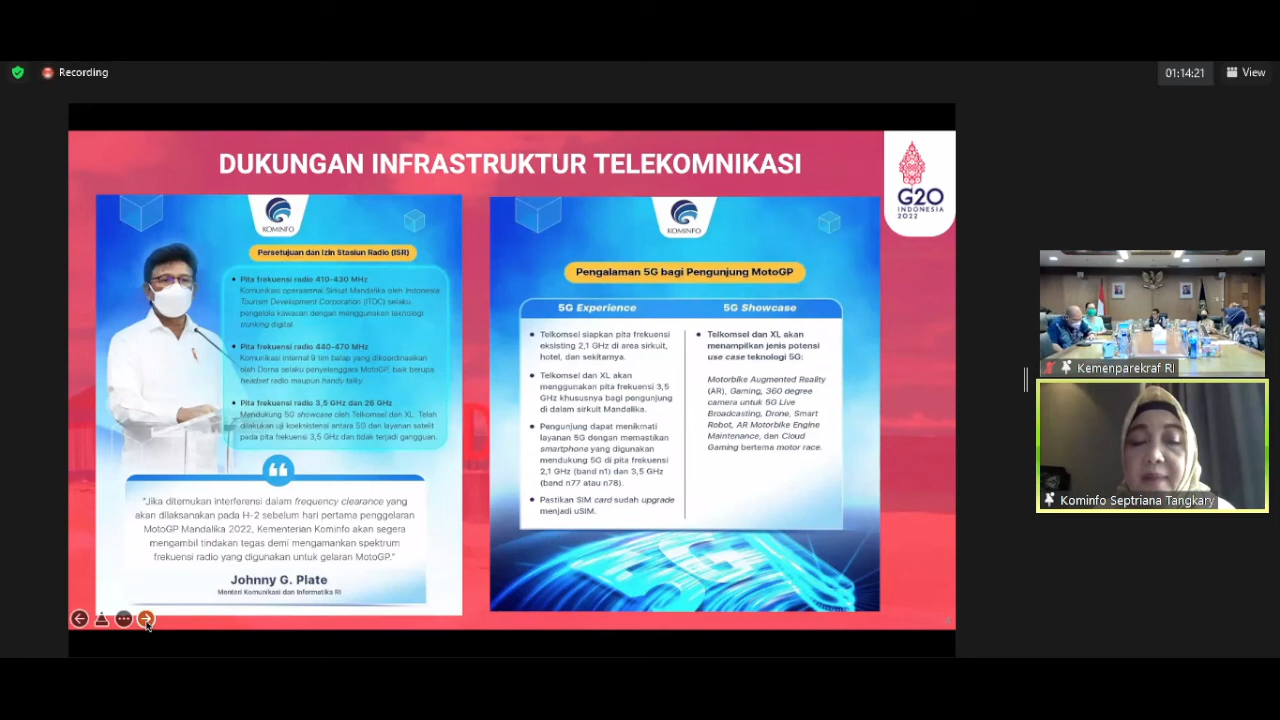 Recording
01:14:21
View
DUKUNGAN INFRASTRUKTUR TELEKOMNIKASI
G20
INDONESIA
2022
KOMINFO
Persetujuan dan Izin Stasiun Radio (ISR)
• Pita frekuensi radio 410-430 MHz
Komunikasi operasional Sirkuit Mandalika oleh Indonesia
Tourism Development Corporation (ITDC) selaku
pengelola kawasan dengan menggunakan teknologi
trunking digital.
• Pita frekuensi radio 440-470 MHz
Komunikasi internal 9 tim balap yang dikoordinasikan
oleh Dorna selaku penyelenggara MotoGP, baik berupa
headset radio maupun handy talky.
• Pita frekuensi radio 3,5 GHz dan 26 GHz
Mendukung 5G showcase oleh Telkomsel dan XL. Telah
dilakukan uji koeksistensi antara 5G dan layanan satelit
pada pita frekuensi 3,5 GHz dan tidak terjadi gangguan.
"Jika ditemukan interferensi dalam frequency clearance yang
akan dilaksanakan pada H-2 sebelum hari pertama penggelaran
MotoGP Mandalika 2022, Kementerian Kominfo akan segera
mengambil tindakan tegas demi mengamankan spektrum
frekuensi radio yang digunakan untuk gelaran MotoGP."
Johnny G. Plate
Menteri Komunikasi dan Informatika RI
KOMINFO
Pengalaman 5G bagi Pengunjung MotoGP
5G Experience
• Telkomsel siapkan pita frekuensi
eksisting 2,1 GHz di area sirkuit,
hotel, dan sekitarnya.
• Telkomsel dan XL akan
menggunakan pita frekuensi 3,5
GHz khususnya bagi pengunjung
di dalam sirkuit Mandalika.
• Pengunjung dapat menikmati
layanan 5G dengan memastikan
smartphone yang digunakan
mendukung 5G di pita frekuensi
2,1 GHz (band n1) dan 3,5 GHz
(band n77 atau n78).
• Pastikan SIM card sudah upgrade
menjadi uSIM.
5G Showcase
• Telkomsel dan XL akan
menampilkan jenis potensi
use case teknologi 5G:
Motorbike Augmented Reality
(AR), Gaming, 360 degree
camera untuk 5G Live
Broadcasting, Drone, Smart
Robot, AR Motorbike Engine
Maintenance, dan Cloud
Gaming bertema motor race.
5G
Kemenparekraf RI
Kominfo Septriana Tangkary